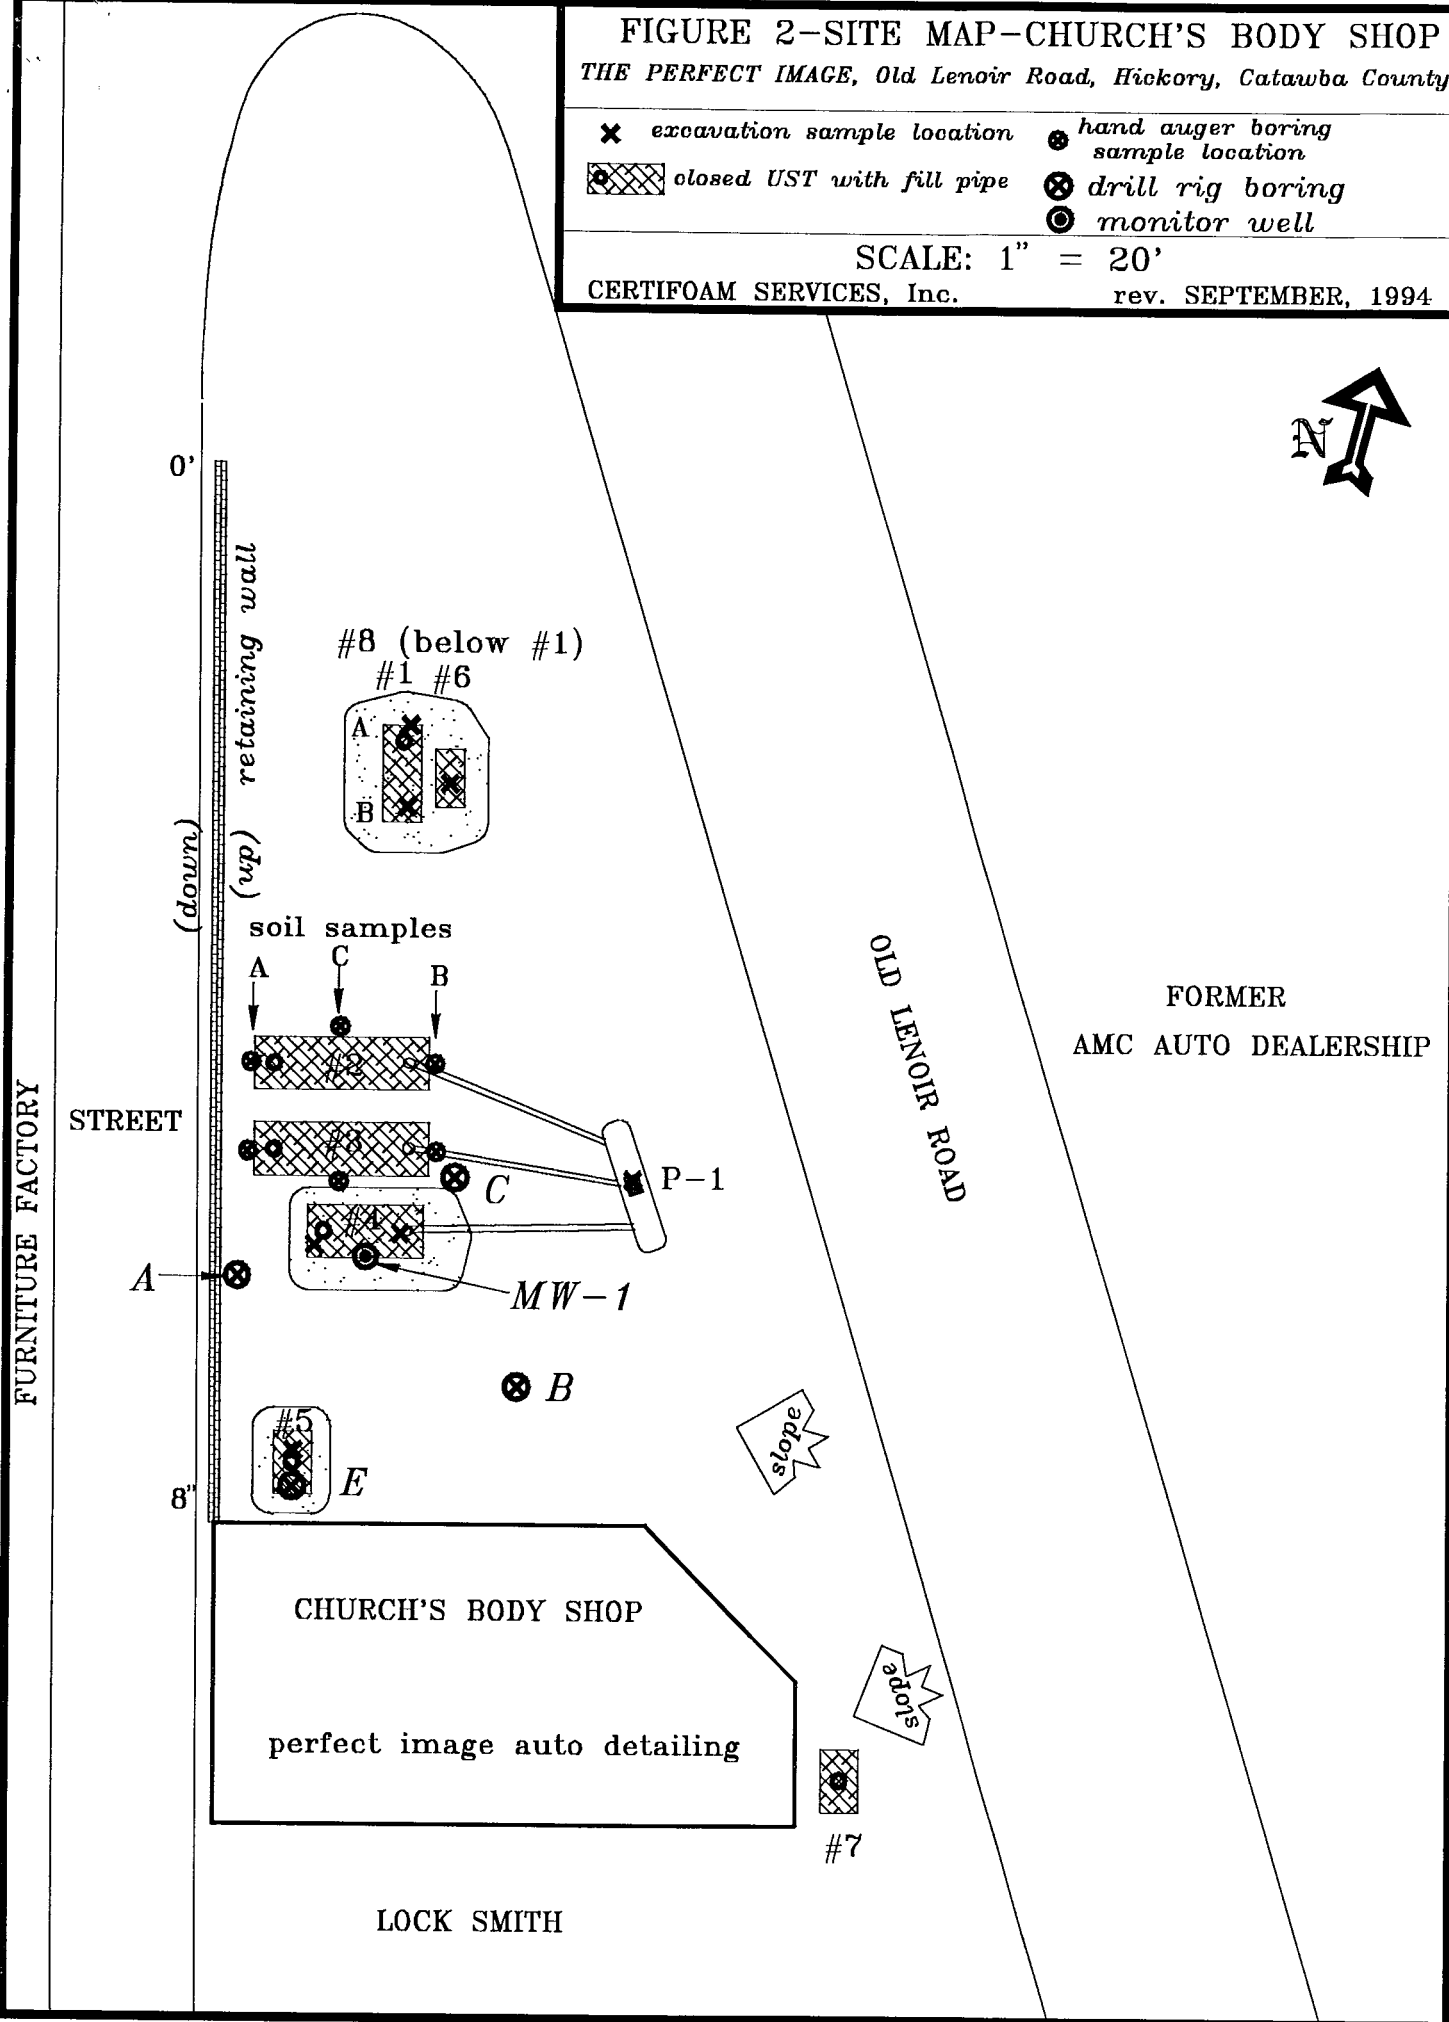 FIGURE 2-SITE MAP-CHURCH'S BODY SHOP
THE PERFECT IMAGE, Old Lenoir Road, Hickory, Catawba County
excavation sample location
hand auger boring
sample location
closed UST with fill pipe
drill rig boring
monitor well
SCALE: 1" = 20'
CERTIFOAM SERVICES, Inc.
rev. SEPTEMBER, 1994
N
0'
retaining wall
(up)
(down)
#8 (below #1)
#1 #6
A
B
soil samples
A
C
B
#2
#3
#4
P-1
C
A
MW-1
B
#5
E
8"
FURNITURE FACTORY
STREET
OLD LENOIR ROAD
FORMER
AMC AUTO DEALERSHIP
slope
slope
CHURCH'S BODY SHOP
perfect image auto detailing
#7
LOCK SMITH